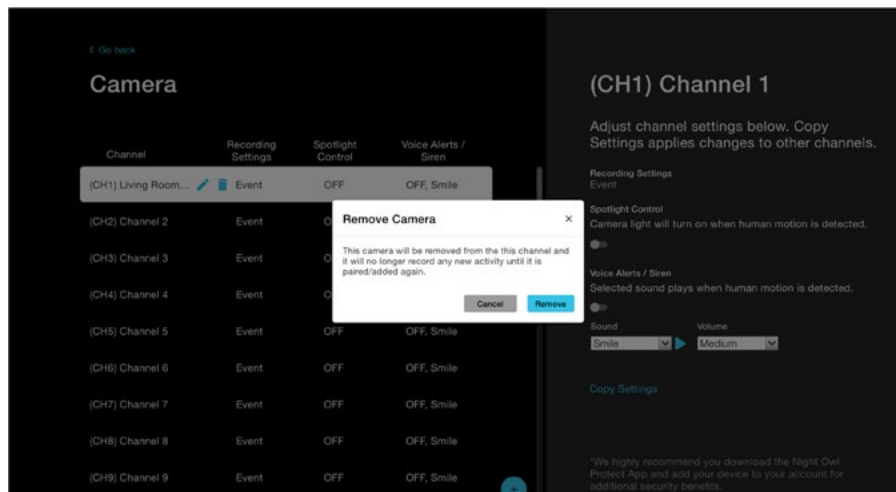 < Go back
Camera
Channel
Recording
Settings
Spotlight
Control
Voice Alerts /
Siren
(CH1) Living Room... Event OFF OFF, Smile
(CH2) Channel 2 Event O
(CH3) Channel 3 Event O
(CH4) Channel 4 Event O
(CH5) Channel 5 Event OFF OFF, Smile
(CH6) Channel 6 Event OFF OFF, Smile
(CH7) Channel 7 Event OFF OFF, Smile
(CH8) Channel 8 Event OFF OFF, Smile
(CH9) Channel 9 Event OFF OFF, Smile
Remove Camera ×
This camera will be removed from the this channel and
it will no longer record any new activity until it is
paired/added again.
Cancel Remove
(CH1) Channel 1
Adjust channel settings below. Copy
Settings applies changes to other channels.
Recording Settings
Event
Spotlight Control
Camera light will turn on when human motion is detected.
Voice Alerts / Siren
Selected sound plays when human motion is detected.
Sound Volume
Smile Medium
Copy Settings
*We highly recommend you download the Night Owl
Protect App and add your device to your account for
additional security benefits.